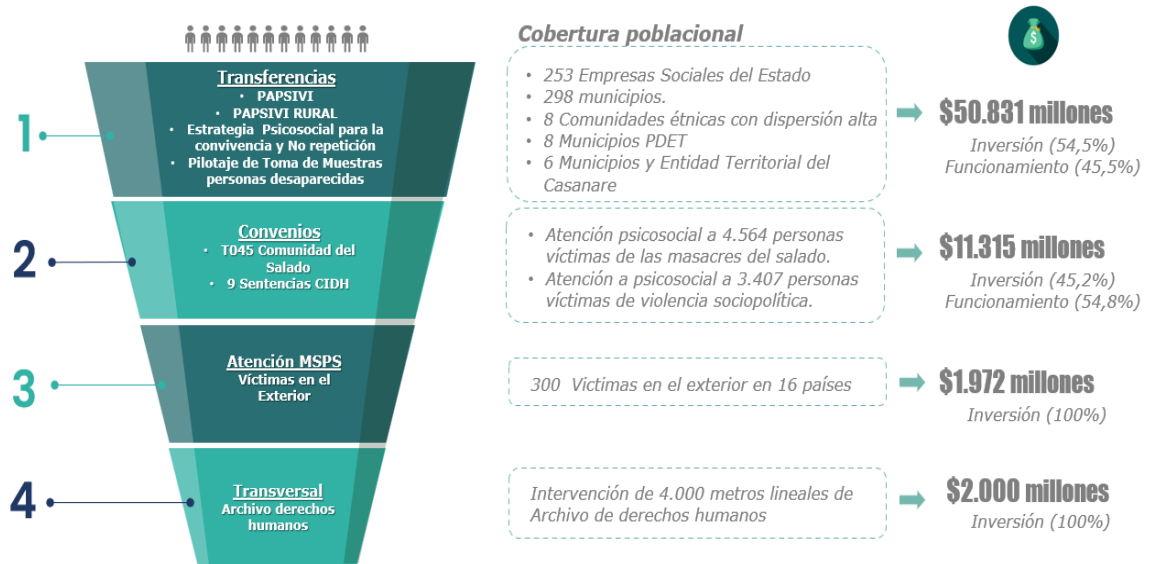 Cobertura poblacional
1
Transferencias
• PAPSIVI
• PAPSIVI RURAL
• Estrategia Psicosocial para la
convivencia y No repetición
• Pilotaje de Toma de Muestras
personas desaparecidas
• 253 Empresas Sociales del Estado
• 298 municipios.
• 8 Comunidades étnicas con dispersión alta
• 8 Municipios PDET
• 6 Municipios y Entidad Territorial del
Casanare
$50.831 millones
Inversión (54,5%)
Funcionamiento (45,5%)
2
Convenios
• T045 Comunidad del
Salado
• 9 Sentencias CIDH
• Atención psicosocial a 4.564 personas
víctimas de las masacres del salado.
• Atención a psicosocial a 3.407 personas
víctimas de violencia sociopolítica.
$11.315 millones
Inversión (45,2%)
Funcionamiento (54,8%)
3
Atención MSPS
Víctimas en el
Exterior
300 Victimas en el exterior en 16 países
$1.972 millones
Inversión (100%)
4
Transversal
Archivo derechos
humanos
Intervención de 4.000 metros lineales de
Archivo de derechos humanos
$2.000 millones
Inversión (100%)